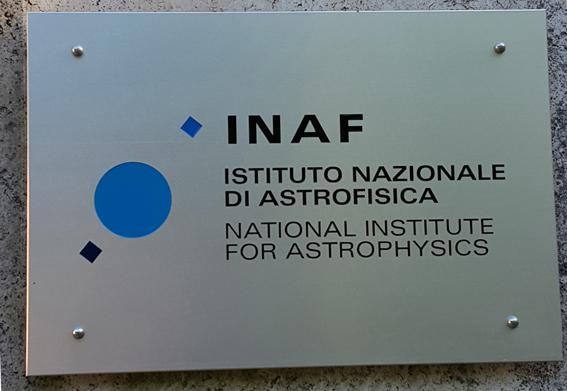 INAF
ISTITUTO NAZIONALE
DI ASTROFISICA
NATIONAL INSTITUTE
FOR ASTROPHYSICS